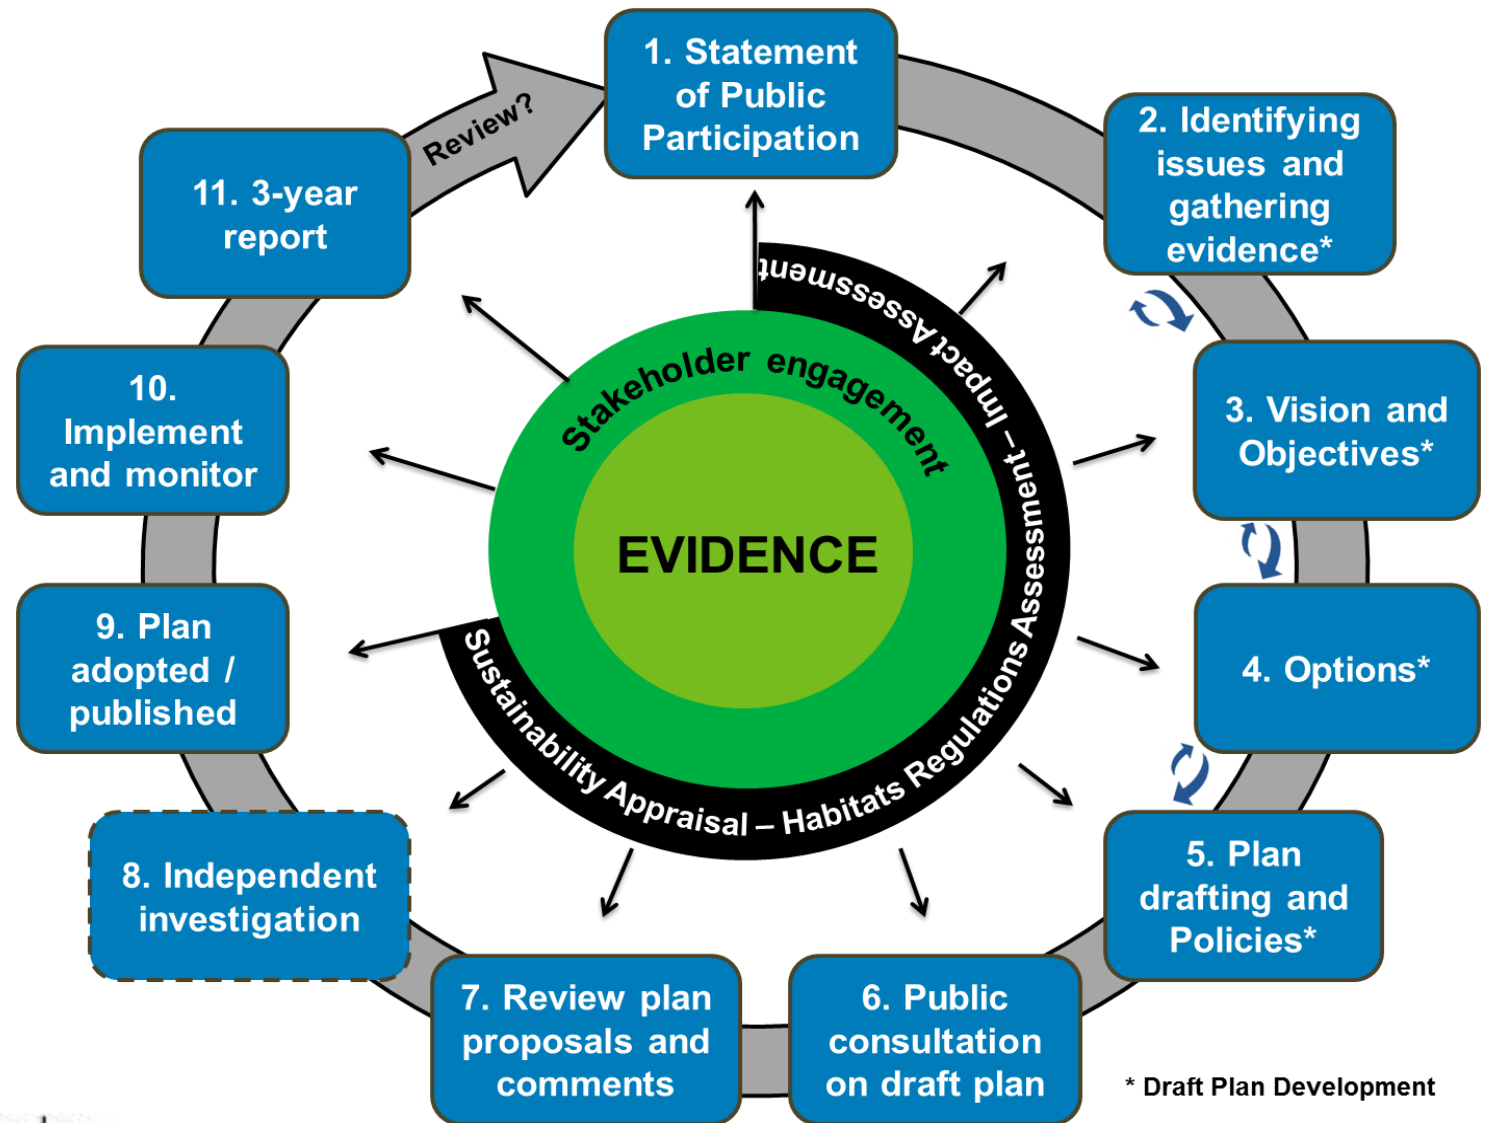 1. Statement
of Public
Participation
2. Identifying
issues and
gathering
evidence*
3. Vision and
Objectives*
4. Options*
5. Plan
drafting and
Policies*
6. Public
consultation
on draft plan
7. Review plan
proposals and
comments
8. Independent
investigation
9. Plan
adopted /
published
10.
Implement
and monitor
11. 3-year
report
Review?
Stakeholder engagement
EVIDENCE
Sustainability Appraisal – Habitats Regulations Assessment – Impact Assessment
* Draft Plan Development